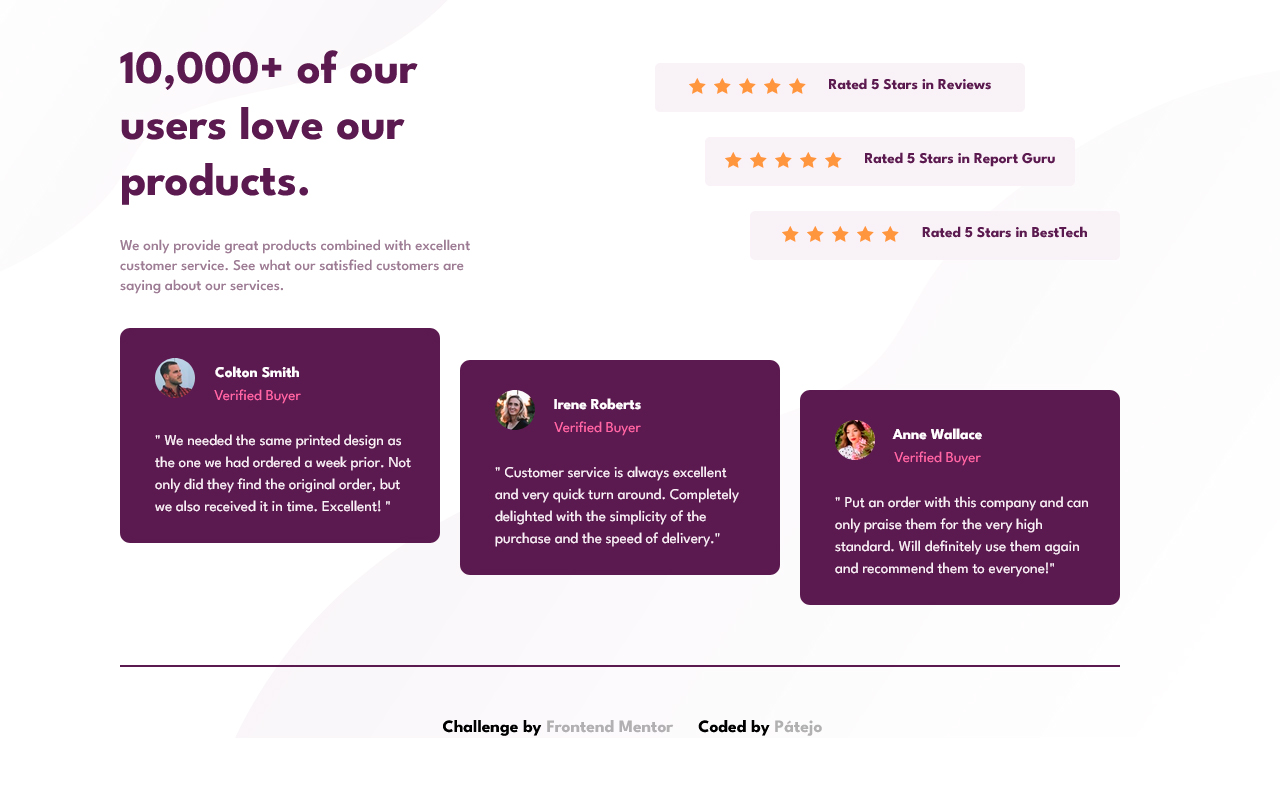 10,000+ of our
users love our
products.
We only provide great products combined with excellent
customer service. See what our satisfied customers are
saying about our services.
Rated 5 Stars in Reviews
Rated 5 Stars in Report Guru
Rated 5 Stars in BestTech
Colton Smith
Verified Buyer
" We needed the same printed design as
the one we had ordered a week prior. Not
only did they find the original order, but
we also received it in time. Excellent! "
Irene Roberts
Verified Buyer
" Customer service is always excellent
and very quick turn around. Completely
delighted with the simplicity of the
purchase and the speed of delivery."
Anne Wallace
Verified Buyer
" Put an order with this company and can
only praise them for the very high
standard. Will definitely use them again
and recommend them to everyone!"
Challenge by Frontend Mentor Coded by Pátejo